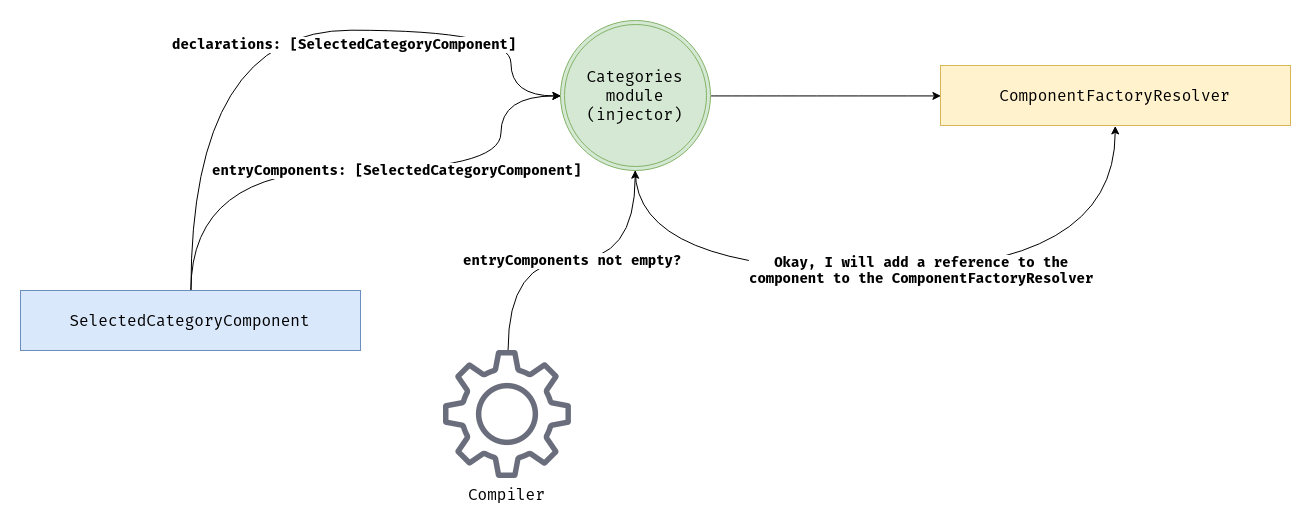 declarations: [SelectedCategoryComponent]
Categories
module
(injector)
ComponentFactoryResolver
entryComponents: [SelectedCategoryComponent]
entryComponents not empty?
Okay, I will add a reference to the
component to the ComponentFactoryResolver
SelectedCategoryComponent
Compiler